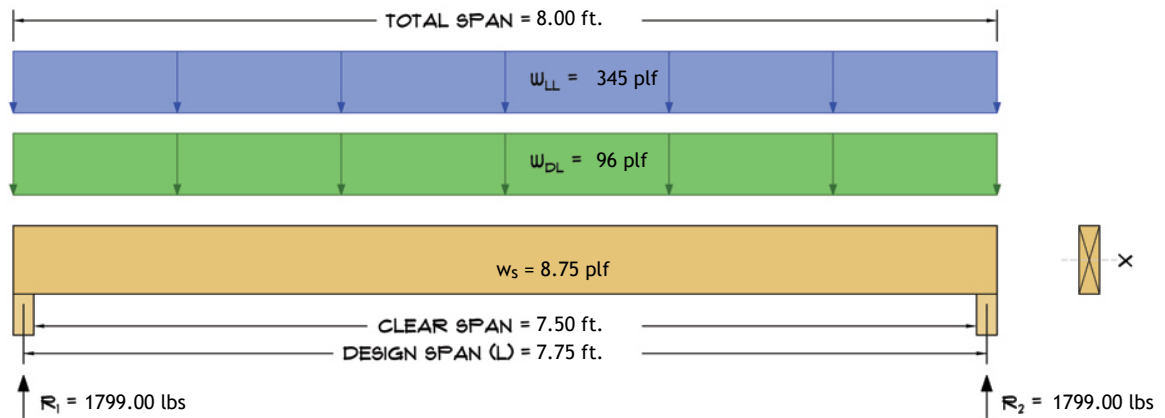 TOTAL SPAN = 8.00 ft.
WLL = 345 plf
WDL = 96 plf
ws = 8.75 plf
X
CLEAR SPAN = 7.50 ft.
DESIGN SPAN (L) = 7.75 ft.
R1 = 1799.00 lbs
R2 = 1799.00 lbs